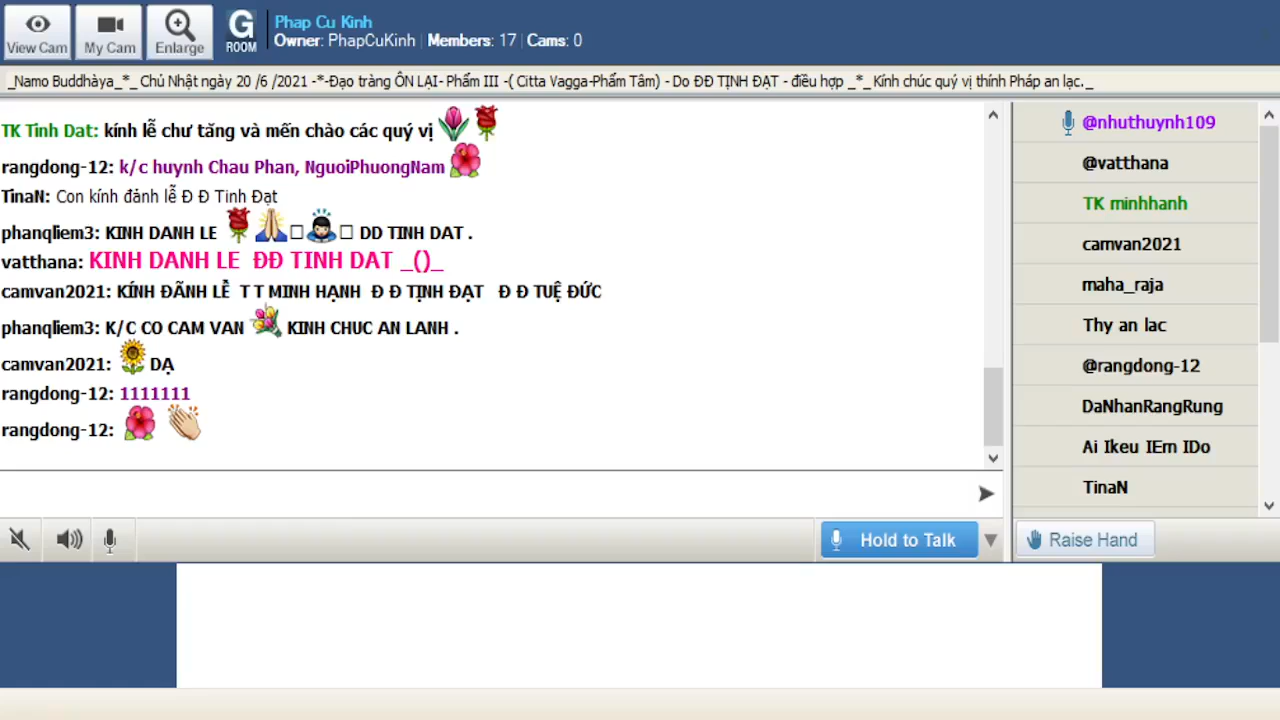 View Cam
My Cam
Enlarge
G
ROOM
Phap Cu Kinh
Owner: PhapCuKinh | Members: 17 | Cams: 0
_Namo Buddhàya_*_ Chủ Nhật ngày 20 /6 /2021 -*-Đạo tràng ÔN LẠI- Phẩm III -( Citta Vagga-Phẩm Tâm) - Do ĐĐ TỊNH ĐẠT - điều hợp _*_ Kính chúc quý vị thính Pháp an lạc._
TK Tinh Dat: kính lễ chư tăng và mến chào các quý vị
rangdong-12: k/c huynh Chau Phan, NguoiPhuongNam
TinaN: Con kính đảnh lễ Đ Đ Tinh Đạt
phanqliem3: KINH DANH LE DD TINH DAT .
vatthana: KINH DANH LE ĐĐ TINH DAT _()_
camvan2021: KÍNH ĐÃNH LỄ T T MINH HẠNH Đ Đ TỊNH ĐẠT Đ Đ TUỆ ĐỨC
phanqliem3: K/C CO CAM VAN KINH CHUC AN LANH .
camvan2021: DẠ
rangdong-12: 1111111
rangdong-12:
@nhuthuynh109
@vatthana
TK minhhanh
camvan2021
maha_raja
Thy an lac
@rangdong-12
DaNhanRangRung
Ai Ikeu IEm IDo
TinaN
Hold to Talk
Raise Hand